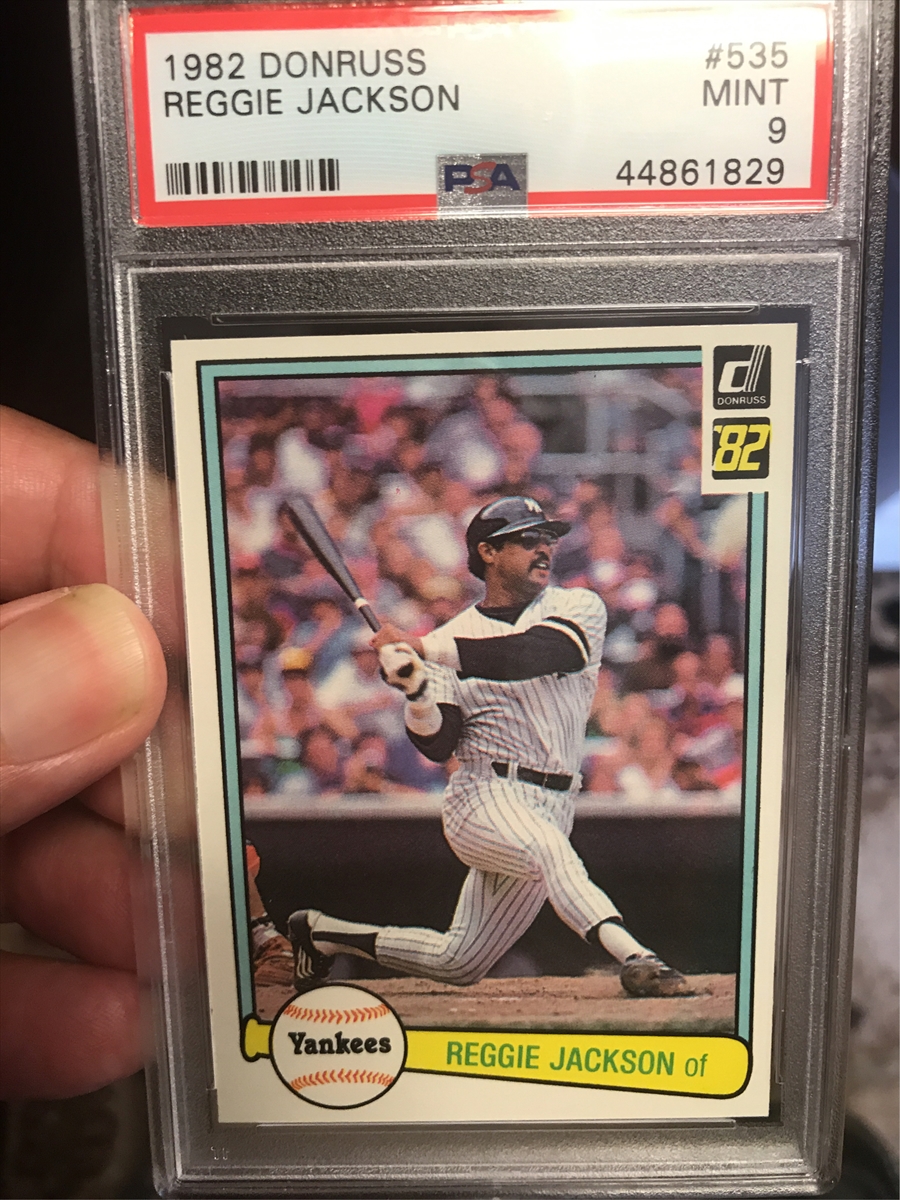 1982 DONRUSS
REGGIE JACKSON
#535
MINT
9
44861829
PSA
DONRUSS
'82
Yankees
REGGIE JACKSON of